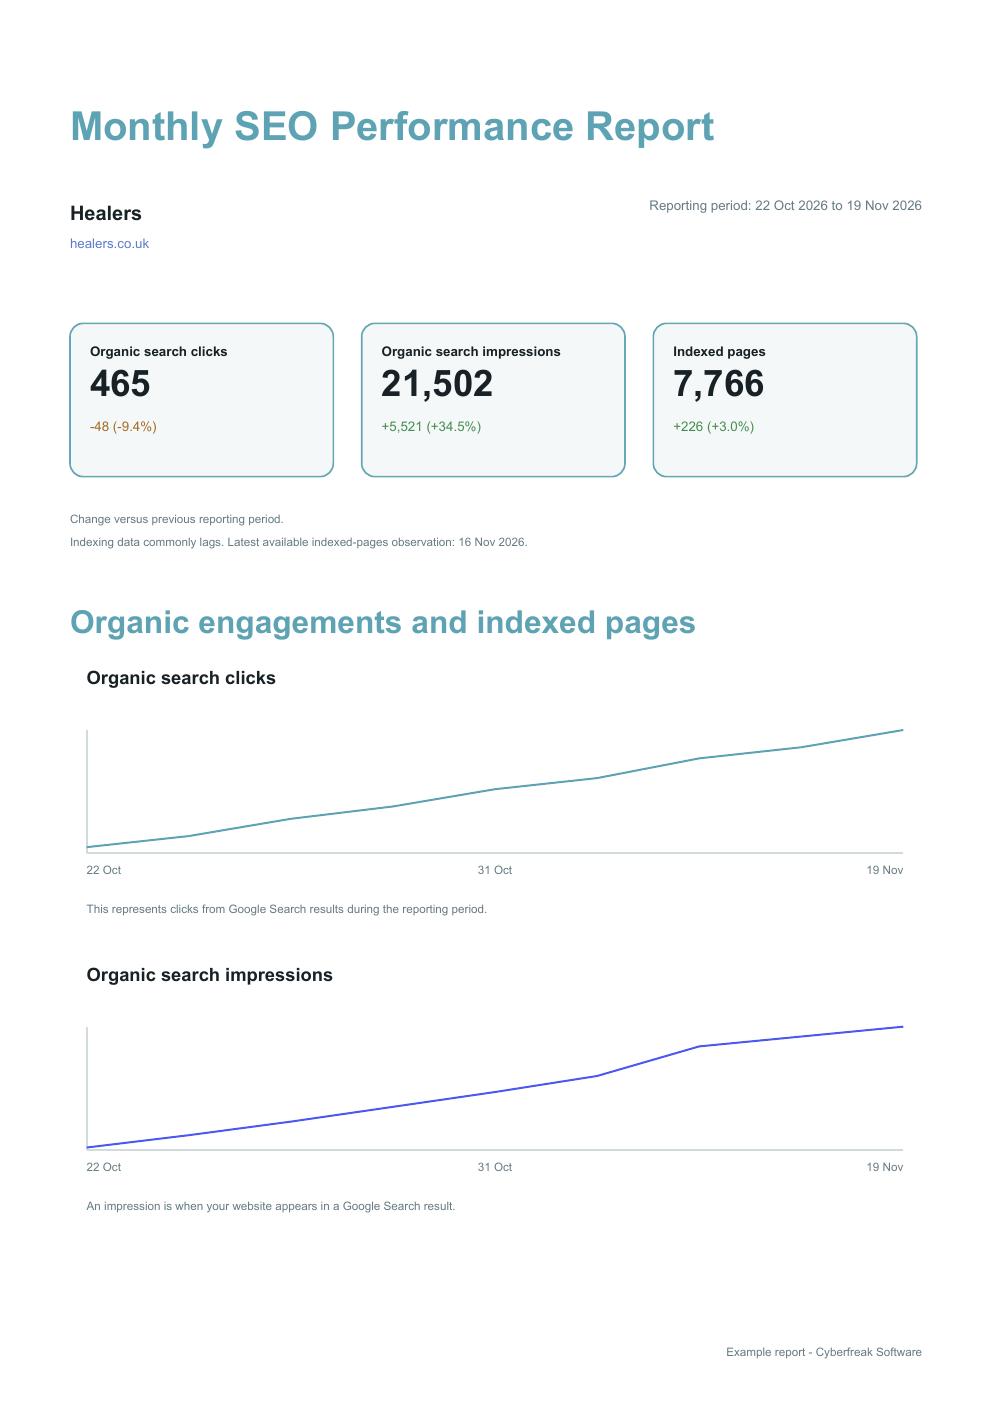 Monthly SEO Performance Report
Healers
Reporting period: 22 Oct 2026 to 19 Nov 2026
healers.co.uk
Organic search clicks
465
-48 (-9.4%)
Organic search impressions
21,502
+5,521 (+34.5%)
Indexed pages
7,766
+226 (+3.0%)
Change versus previous reporting period.
Indexing data commonly lags. Latest available indexed-pages observation: 16 Nov 2026.
Organic engagements and indexed pages
Organic search clicks
22 Oct 31 Oct 19 Nov
This represents clicks from Google Search results during the reporting period.
Organic search impressions
22 Oct 31 Oct 19 Nov
An impression is when your website appears in a Google Search result.
Example report - Cyberfreak Software